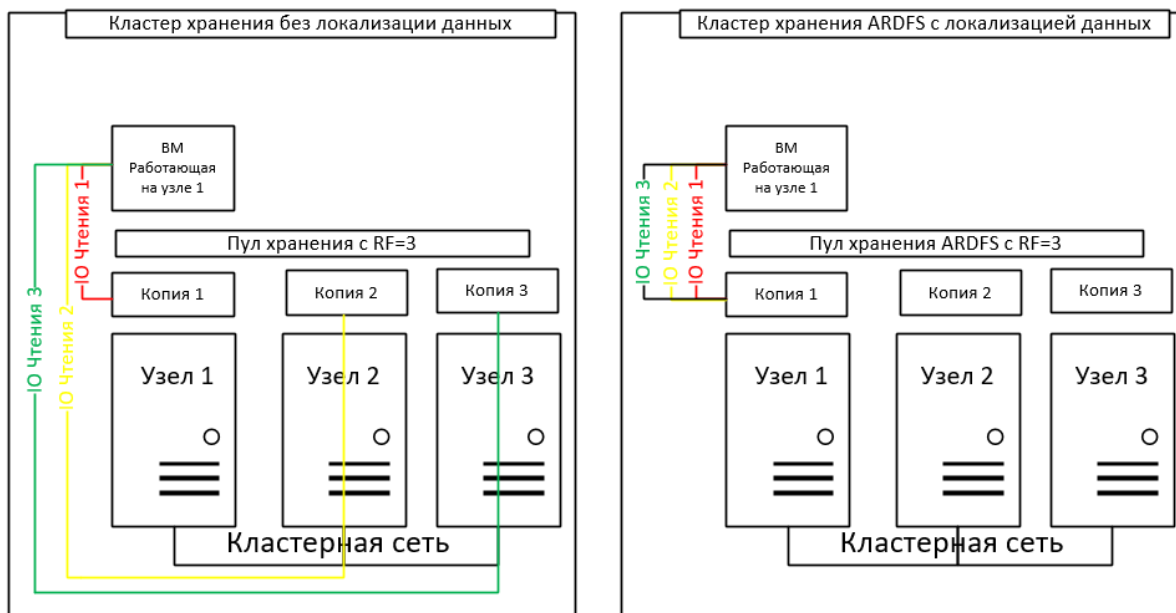 Кластер хранения без локализации данных
ВМ
Работающая
на узле 1
IO Чтения 1
IO Чтения 2
IO Чтения 3
Пул хранения с RF=3
Копия 1
Копия 2
Копия 3
Узел 1
Узел 2
Узел 3
Кластерная сеть
Кластер хранения ARDFS с локализацией данных
ВМ
Работающая
на узле 1
IO Чтения 3
IO Чтения 2
IO Чтения 1
Пул хранения ARDFS с RF=3
Копия 1
Копия 2
Копия 3
Узел 1
Узел 2
Узел 3
Кластерная сеть